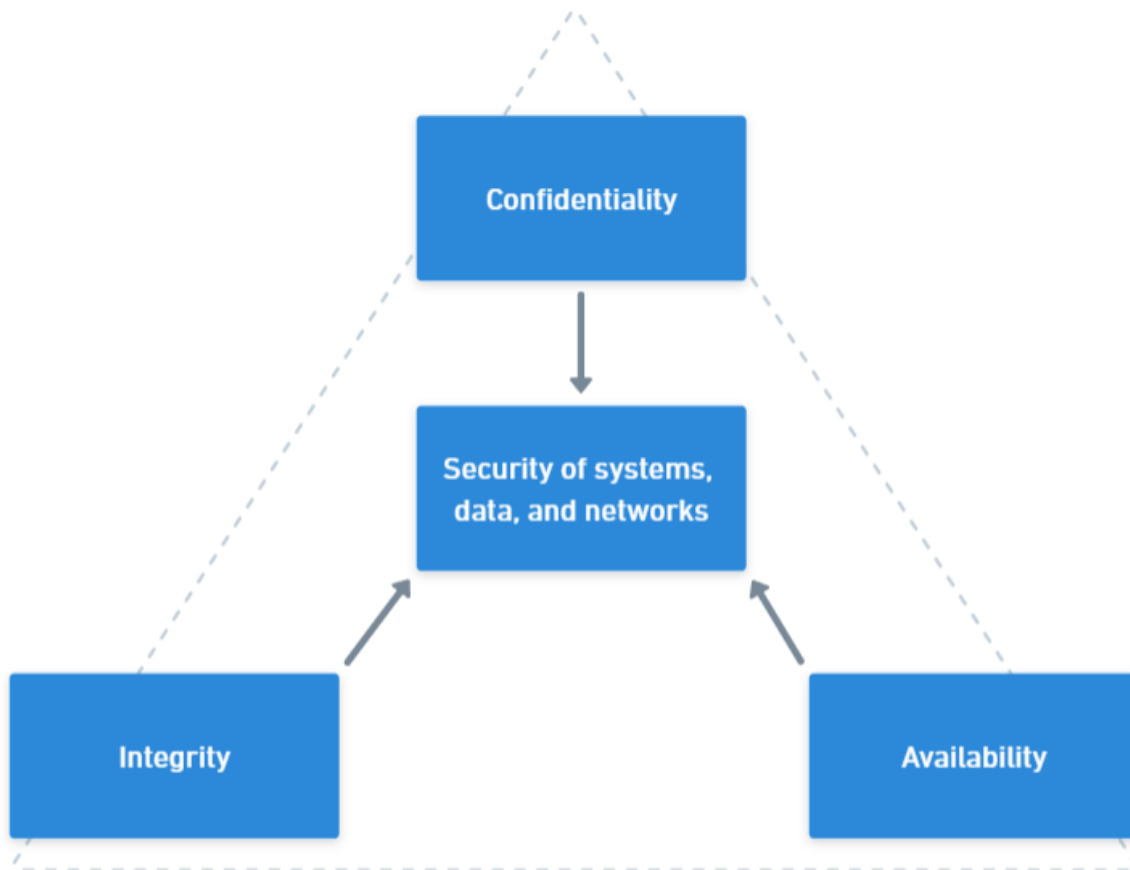 Confidentiality
Security of systems,
data, and networks
Integrity
Availability